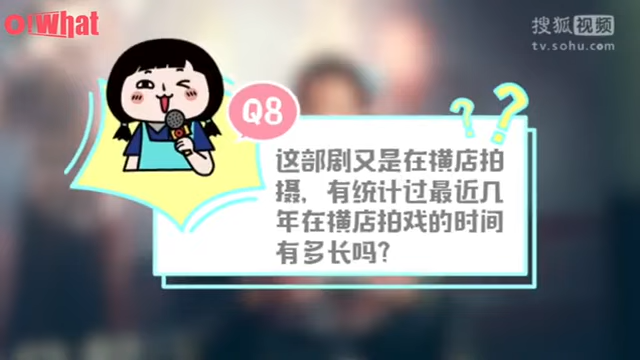 O!What
搜狐视频
tv.sohu.com
Q8
这部剧又是在横店拍
摄，有统计过最近几
年在横店拍戏的时间
有多长吗？